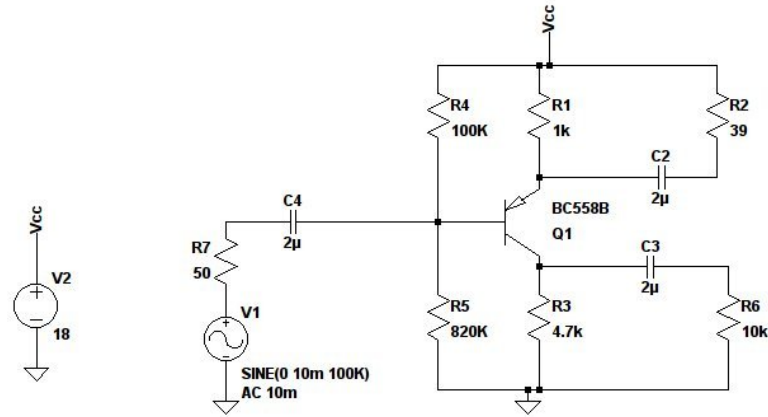 Vcc
R4
100K
R1
1k
R2
39
C2
2µ
C4
2µ
BC558B
Q1
Vcc
R7
50
C3
2µ
V2
18
V1
R5
820K
R3
4.7k
R6
10k
SINE(0 10m 100K)
AC 10m